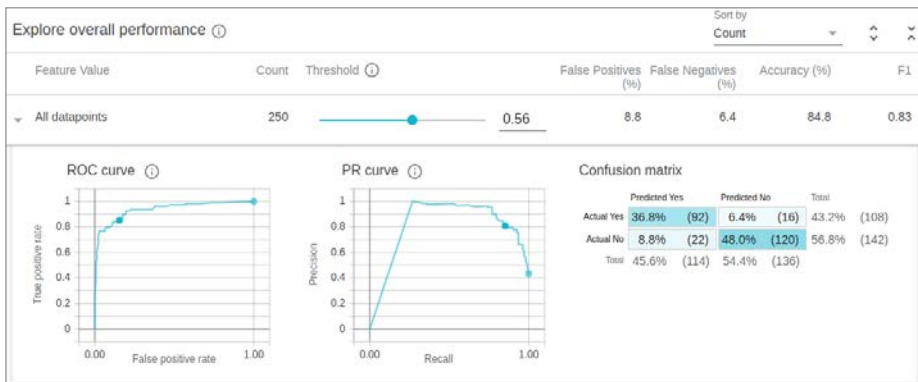 Sort by
Explore overall performance
Count
Feature Value Count Threshold False Positives (%) False Negatives (%) Accuracy (%) F1
All datapoints 250 0.56 8.8 6.4 84.8 0.83
ROC curve
1
0.8
0.6
0.4
0.2
0
True positive rate
0.00 1.00
False positive rate
PR curve
1
0.8
0.6
0.4
0.2
0
Precision
0.00 1.00
Recall
Confusion matrix
Predicted Yes Predicted No Total
Actual Yes 36.8% (92) 6.4% (16) 43.2% (108)
Actual No 8.8% (22) 48.0% (120) 56.8% (142)
Total 45.6% (114) 54.4% (136)